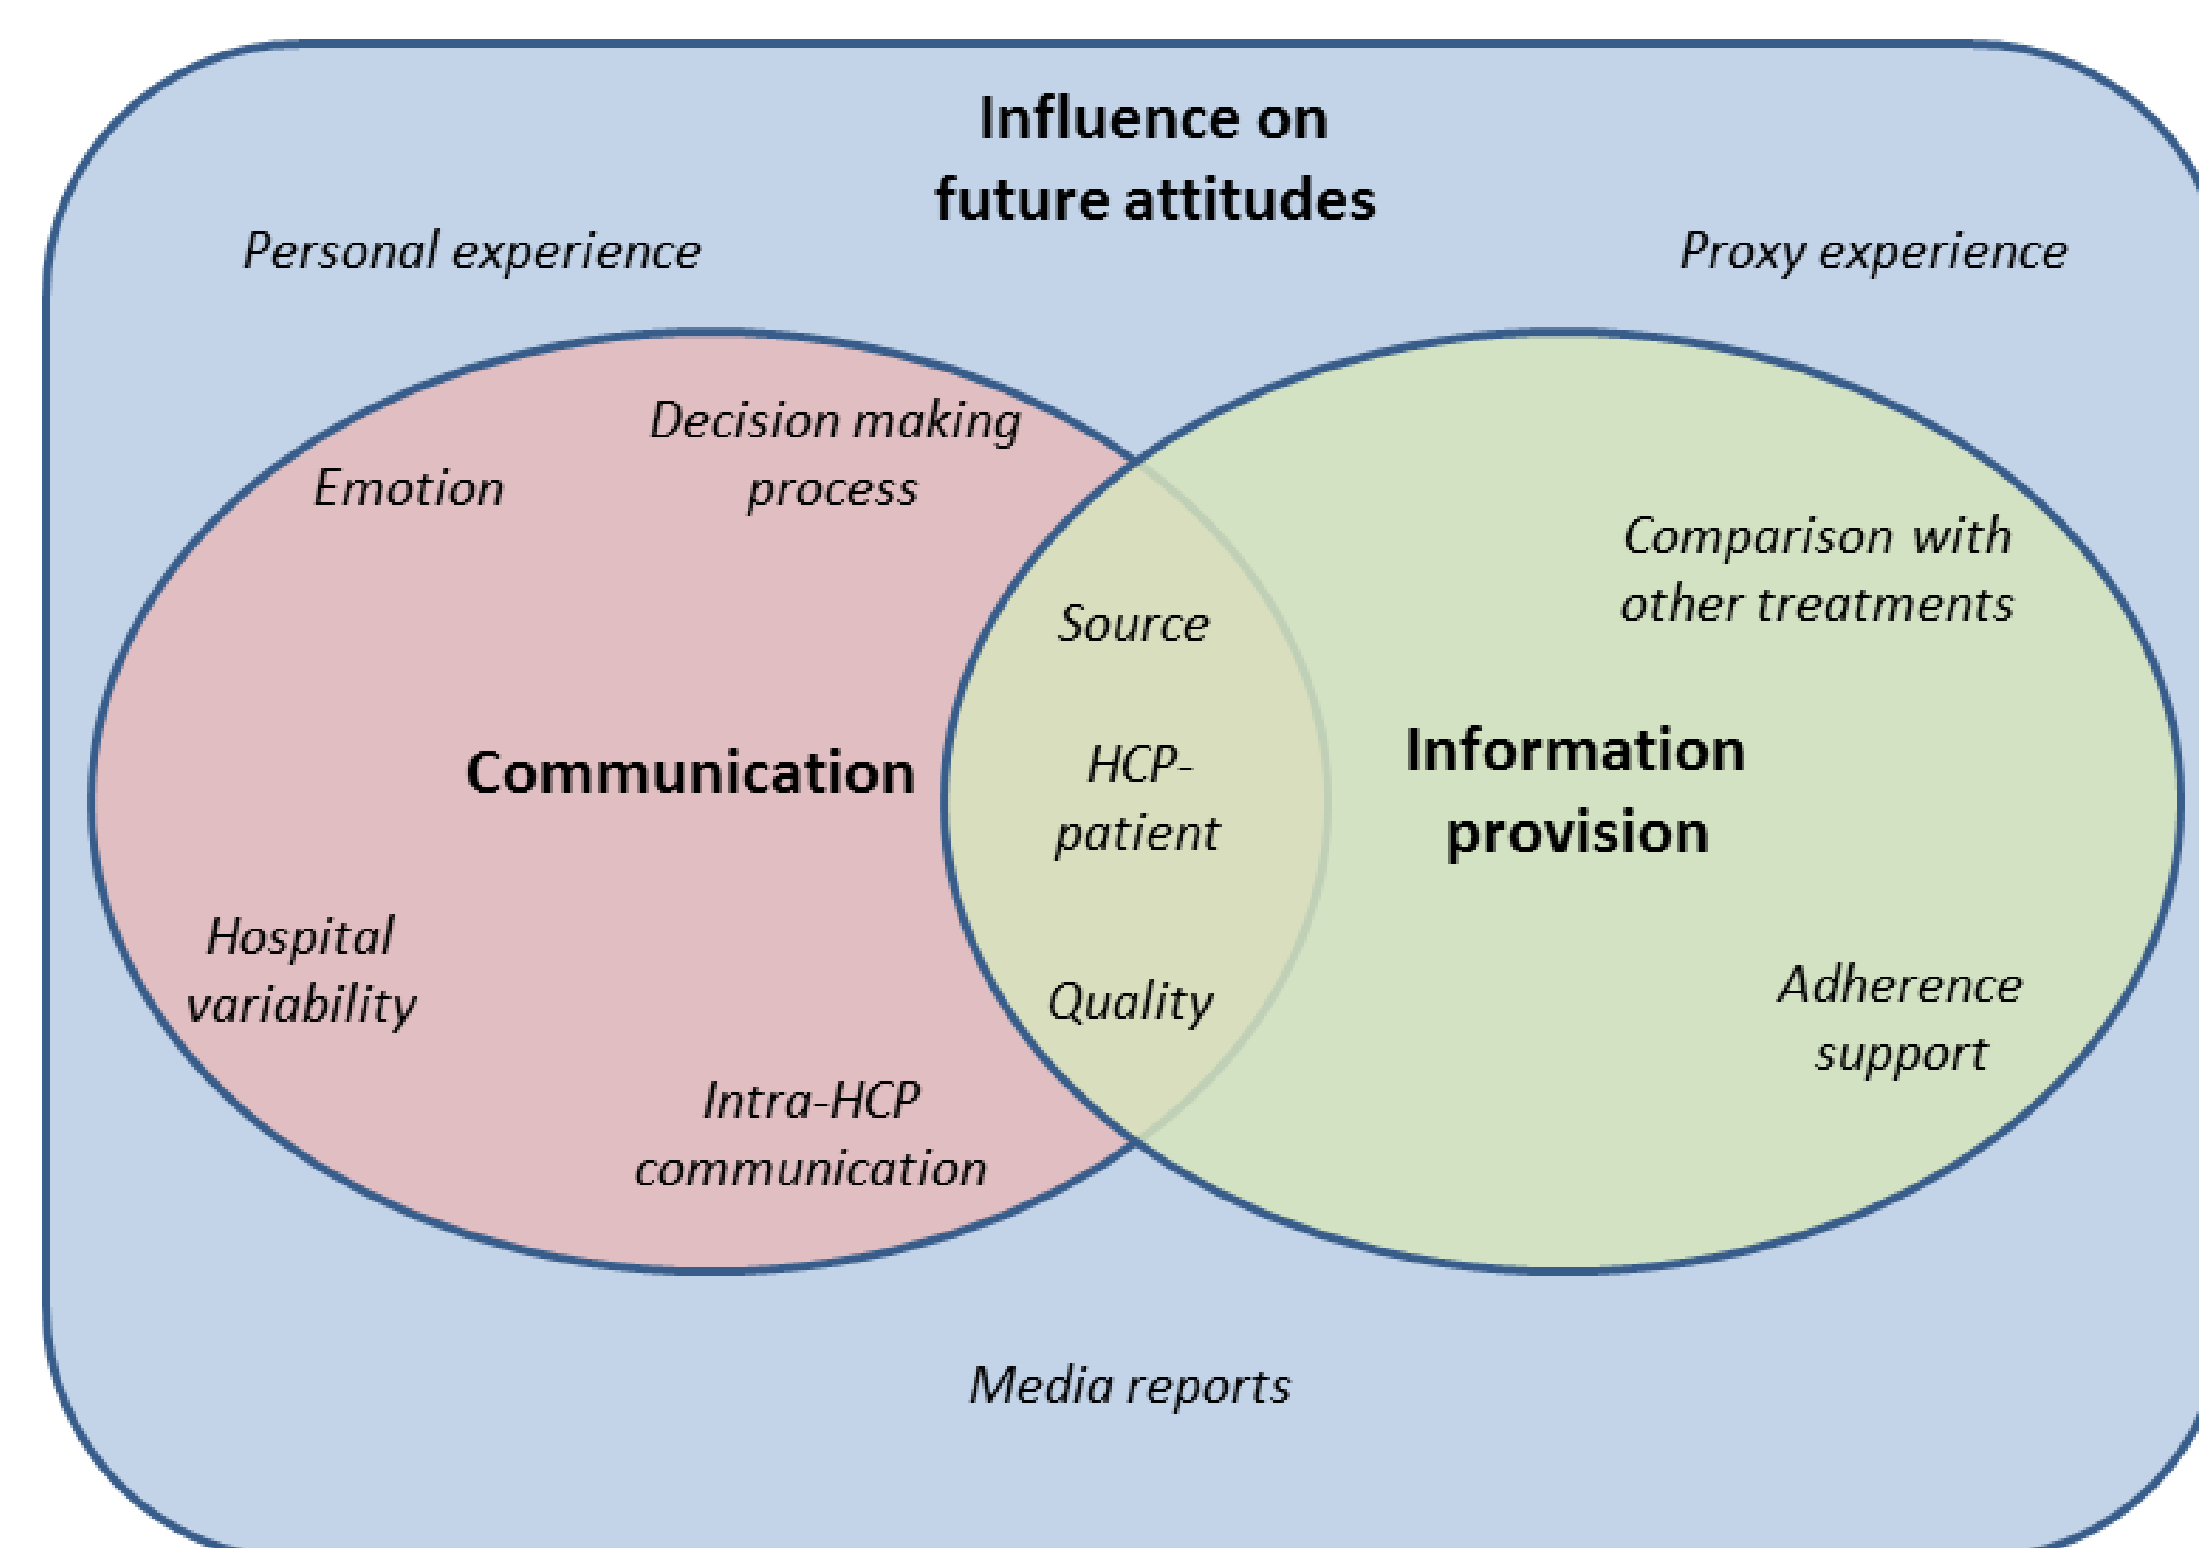 Influence on
future attitudes
Personal experience
Proxy experience
Decision making
process
Emotion
Comparison with
other treatments
Source
Communication
HCP-
patient
Information
provision
Hospital
variability
Quality
Adherence
support
Intra-HCP
communication
Media reports